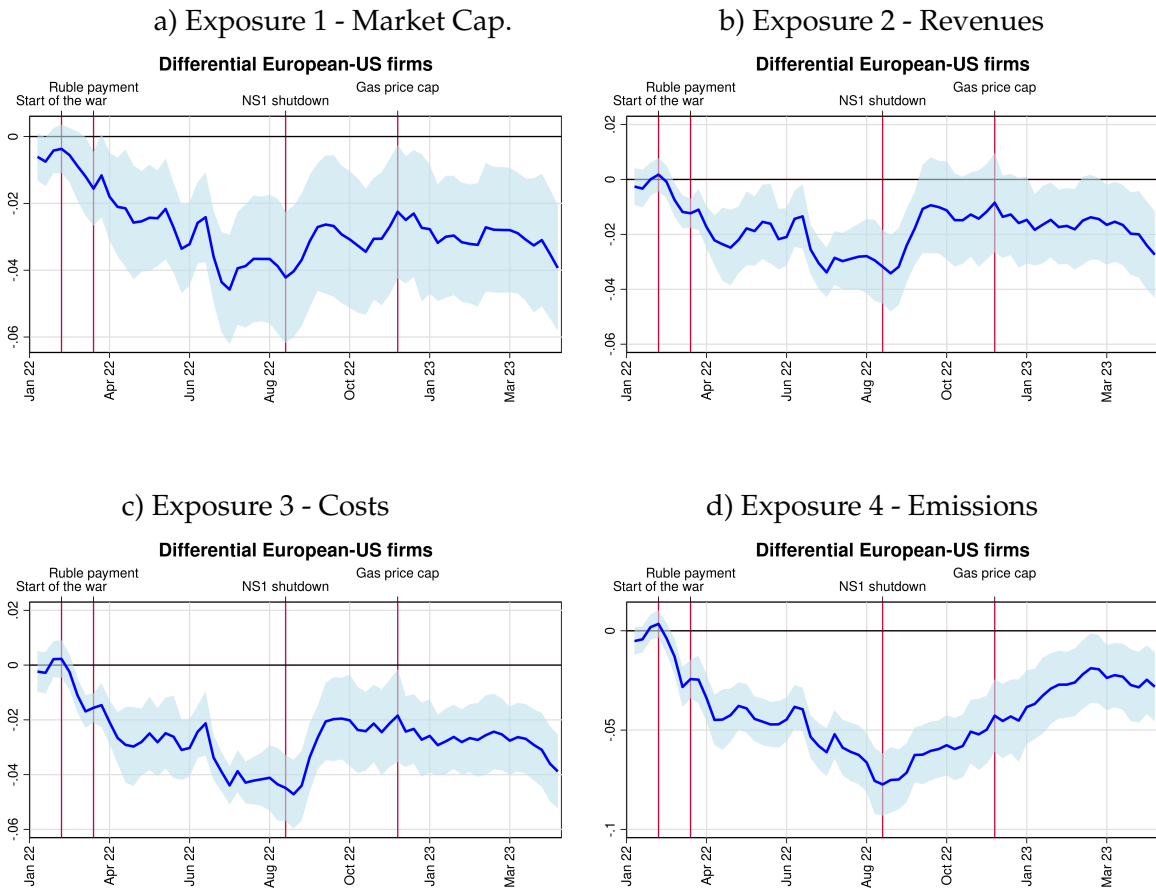 a) Exposure 1 - Market Cap.
Differential European-US firms
Ruble payment
Gas price cap
Start of the war
NS1 shutdown
0
-.02
-.04
-.06
Jan 22
Apr 22
Jun 22
Aug 22
Oct 22
Jan 23
Mar 23
b) Exposure 2 - Revenues
Differential European-US firms
Ruble payment
Gas price cap
Start of the war
NS1 shutdown
.02
0
-.02
-.04
-.06
Jan 22
Apr 22
Jun 22
Aug 22
Oct 22
Jan 23
Mar 23
c) Exposure 3 - Costs
Differential European-US firms
Ruble payment
Gas price cap
Start of the war
NS1 shutdown
.02
0
-.02
-.04
-.06
Jan 22
Apr 22
Jun 22
Aug 22
Oct 22
Jan 23
Mar 23
d) Exposure 4 - Emissions
Differential European-US firms
Ruble payment
Gas price cap
Start of the war
NS1 shutdown
0
-.05
-.1
Jan 22
Apr 22
Jun 22
Aug 22
Oct 22
Jan 23
Mar 23